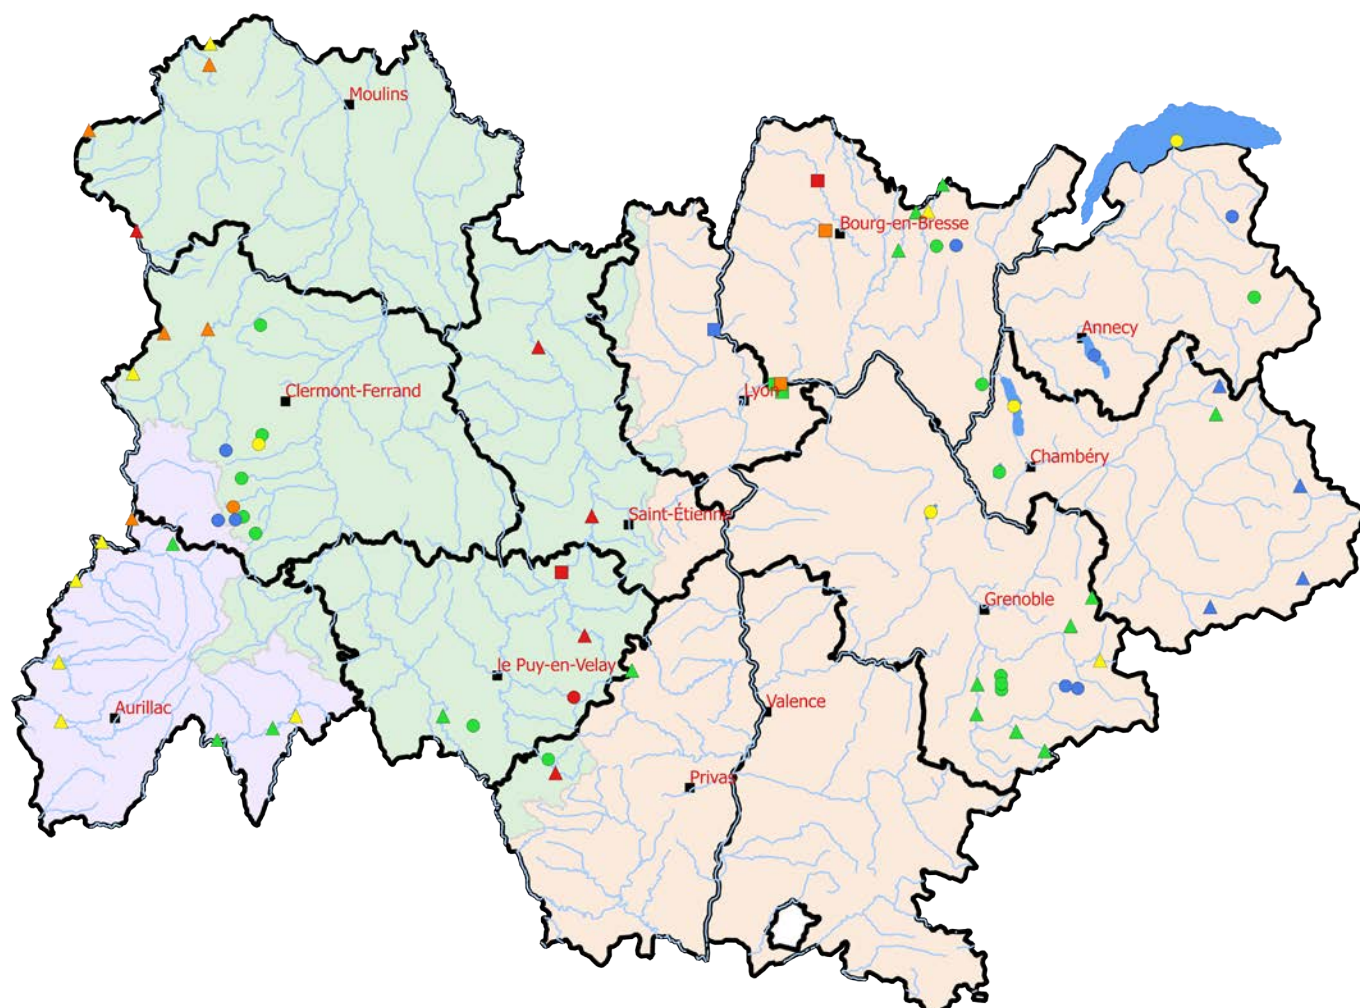 Moulins
Bourg-en-Bresse
Annecy
Clermont-Ferrand
Lyon
Chambéry
Saint-Étienne
Grenoble
le Puy-en-Velay
Valence
Aurillac
Privas